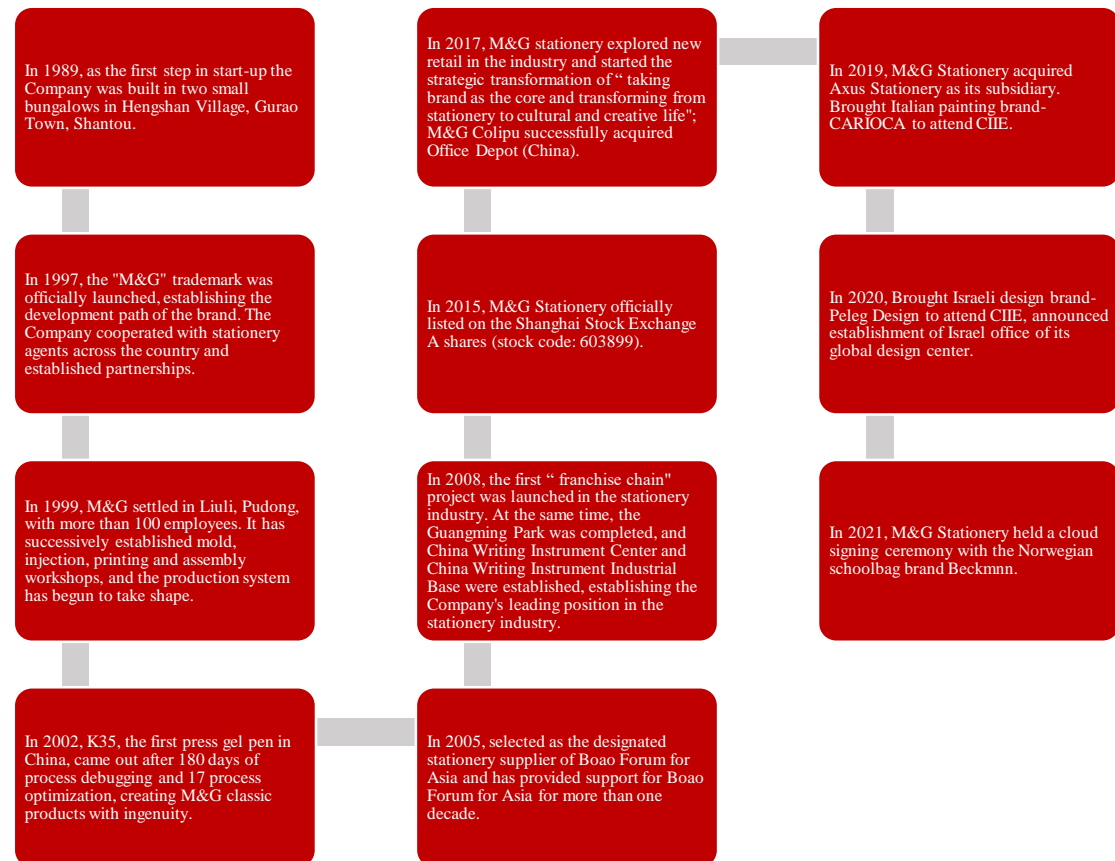 In 1989, as the first step in start-up the
Company was built in two small
bungalows in Hengshan Village, Gurao
Town, Shantou.
In 1997, the "M&G" trademark was
officially launched, establishing the
development path of the brand. The
Company cooperated with stationery
agents across the country and
established partnerships.
In 1999, M&G settled in Liuli, Pudong,
with more than 100 employees. It has
successively established mold,
injection, printing and assembly
workshops, and the production system
has begun to take shape.
In 2002, K35, the first press gel pen in
China, came out after 180 days of
process debugging and 17 process
optimization, creating M&G classic
products with ingenuity.
In 2005, selected as the designated
stationery supplier of Boao Forum for
Asia and has provided support for Boao
Forum for Asia for more than one
decade.
In 2008, the first “ franchise chain"
project was launched in the stationery
industry. At the same time, the
Guangming Park was completed, and
China Writing Instrument Center and
China Writing Instrument Industrial
Base were established, establishing the
Company's leading position in the
stationery industry.
In 2015, M&G Stationery officially
listed on the Shanghai Stock Exchange
A shares (stock code: 603899).
In 2017, M&G stationery explored new
retail in the industry and started the
strategic transformation of “ taking
brand as the core and transforming from
stationery to cultural and creative life";
M&G Colipu successfully acquired
Office Depot (China).
In 2019, M&G Stationery acquired
Axus Stationery as its subsidiary.
Brought Italian painting brand-
CARIOCA to attend CIIE.
In 2020, Brought Israeli design brand-
Peleg Design to attend CIIE, announced
establishment of Israel office of its
global design center.
In 2021, M&G Stationery held a cloud
signing ceremony with the Norwegian
schoolbag brand Beckmnn.